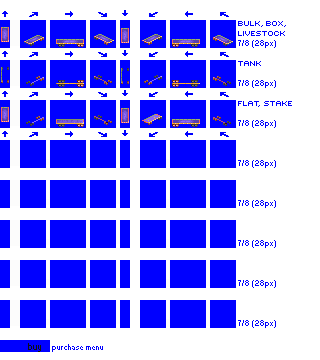 BULK, BOX,
LIVESTOCK
7/8 (28px)
TANK
7/8 (28px)
FLAT, STAKE
7/8 (28px)
7/8 (28px)
7/8 (28px)
7/8 (28px)
7/8 (28px)
7/8 (28px)
purchase menu